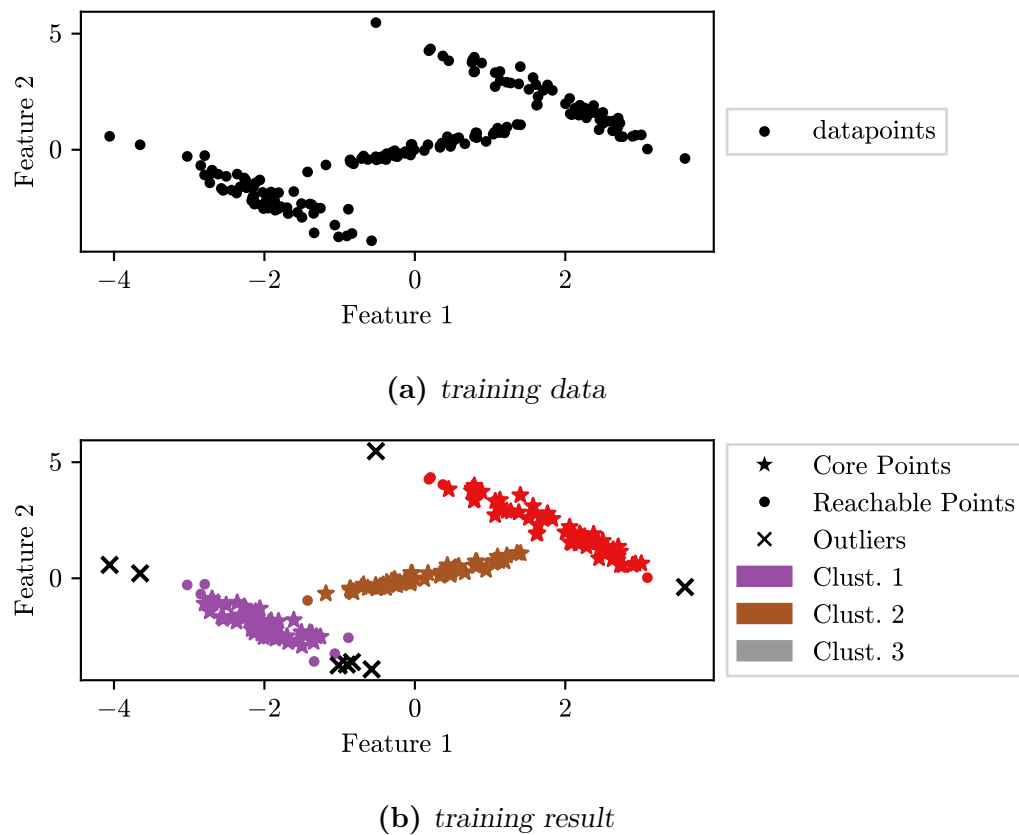 5
0
Feature 2
−4
−2
0
2
Feature 1
datapoints
(a) training data
5
0
Feature 2
−4
−2
0
2
Feature 1
Core Points
Reachable Points
Outliers
Clust. 1
Clust. 2
Clust. 3
(b) training result